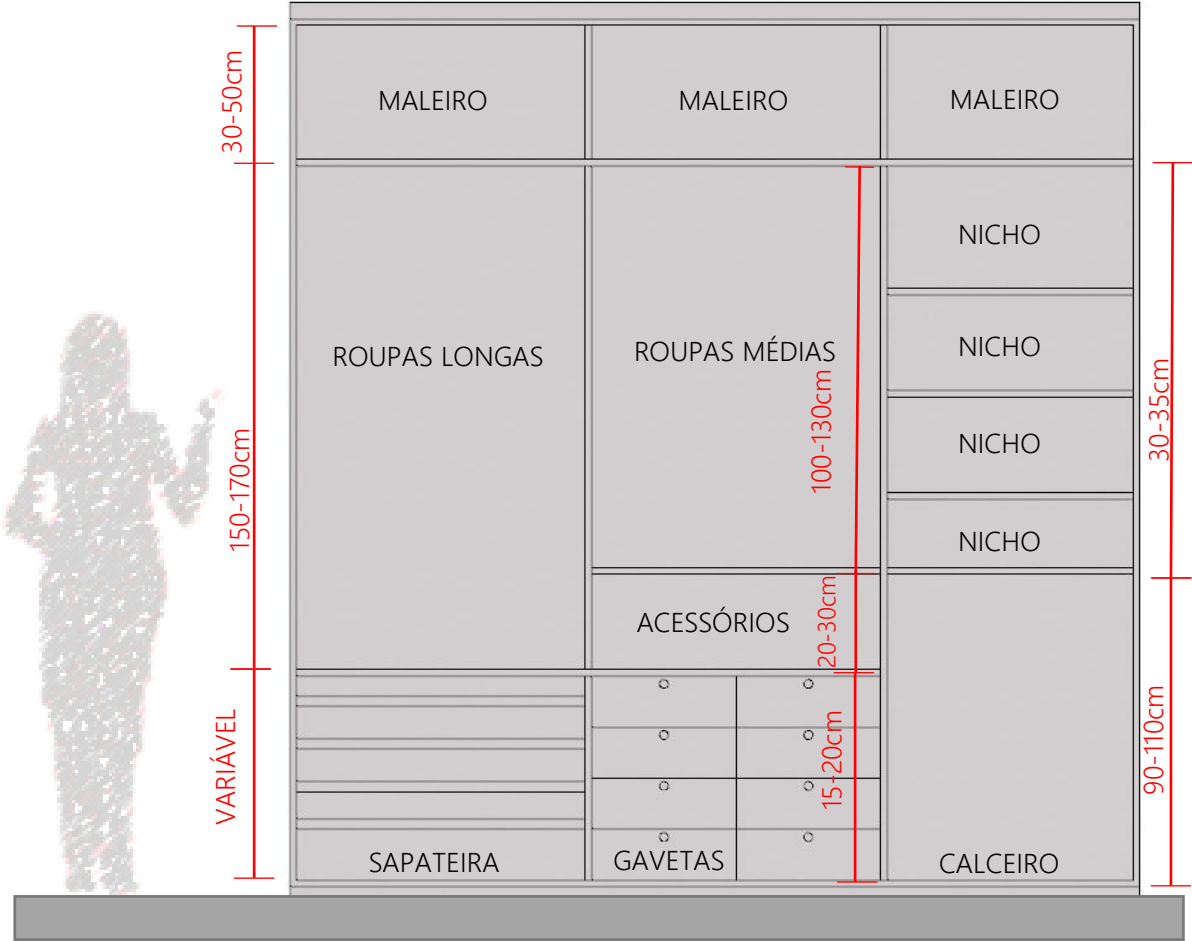 30-50cm
MALEIRO
MALEIRO
MALEIRO
NICHO
ROUPAS LONGAS
ROUPAS MÉDIAS
NICHO
150-170cm
100-130cm
NICHO
30-35cm
NICHO
ACESSÓRIOS
20-30cm
VARIÁVEL
15-20cm
90-110cm
SAPATEIRA
GAVETAS
CALCEIRO